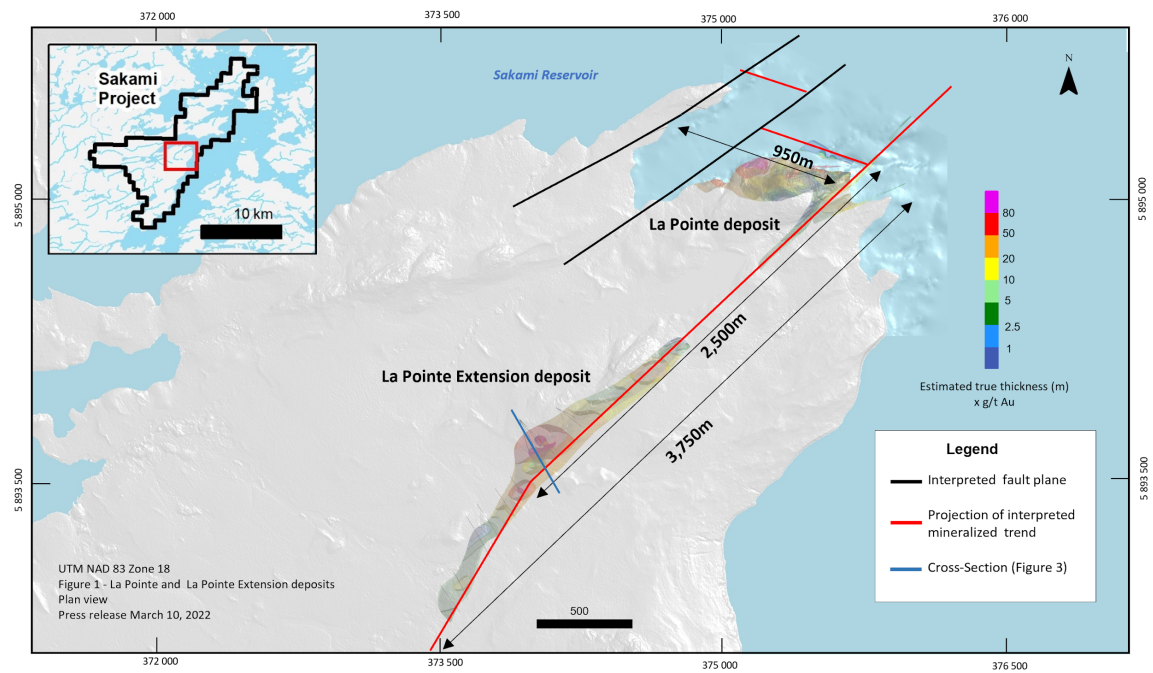 372 000
373 500
375 000
376 000
Sakami
Project
10 km
Sakami Reservoir
N
950m
5 895 000
5 895 000
La Pointe deposit
80
50
20
10
5
2.5
1
2,500m
La Pointe Extension deposit
Estimated true thickness (m)
x g/t Au
3,750m
Legend
Interpreted fault plane
Projection of interpreted
mineralized trend
Cross-Section (Figure 3)
5 893 500
5 893 500
UTM NAD 83 Zone 18
Figure 1 - La Pointe and La Pointe Extension deposits
Plan view
Press release March 10, 2022
500
372 000
373 500
375 000
376 500